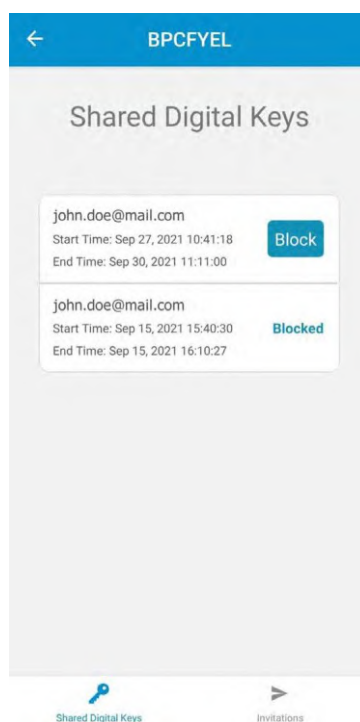 BPCFYEL
Shared Digital Keys
john.doe@mail.com
Start Time: Sep 27, 2021 10:41:18
End Time: Sep 30, 2021 11:11:00
Block
john.doe@mail.com
Start Time: Sep 15, 2021 15:40:30
End Time: Sep 15, 2021 16:10:27
Blocked
Shared Digital Keys
Invitations